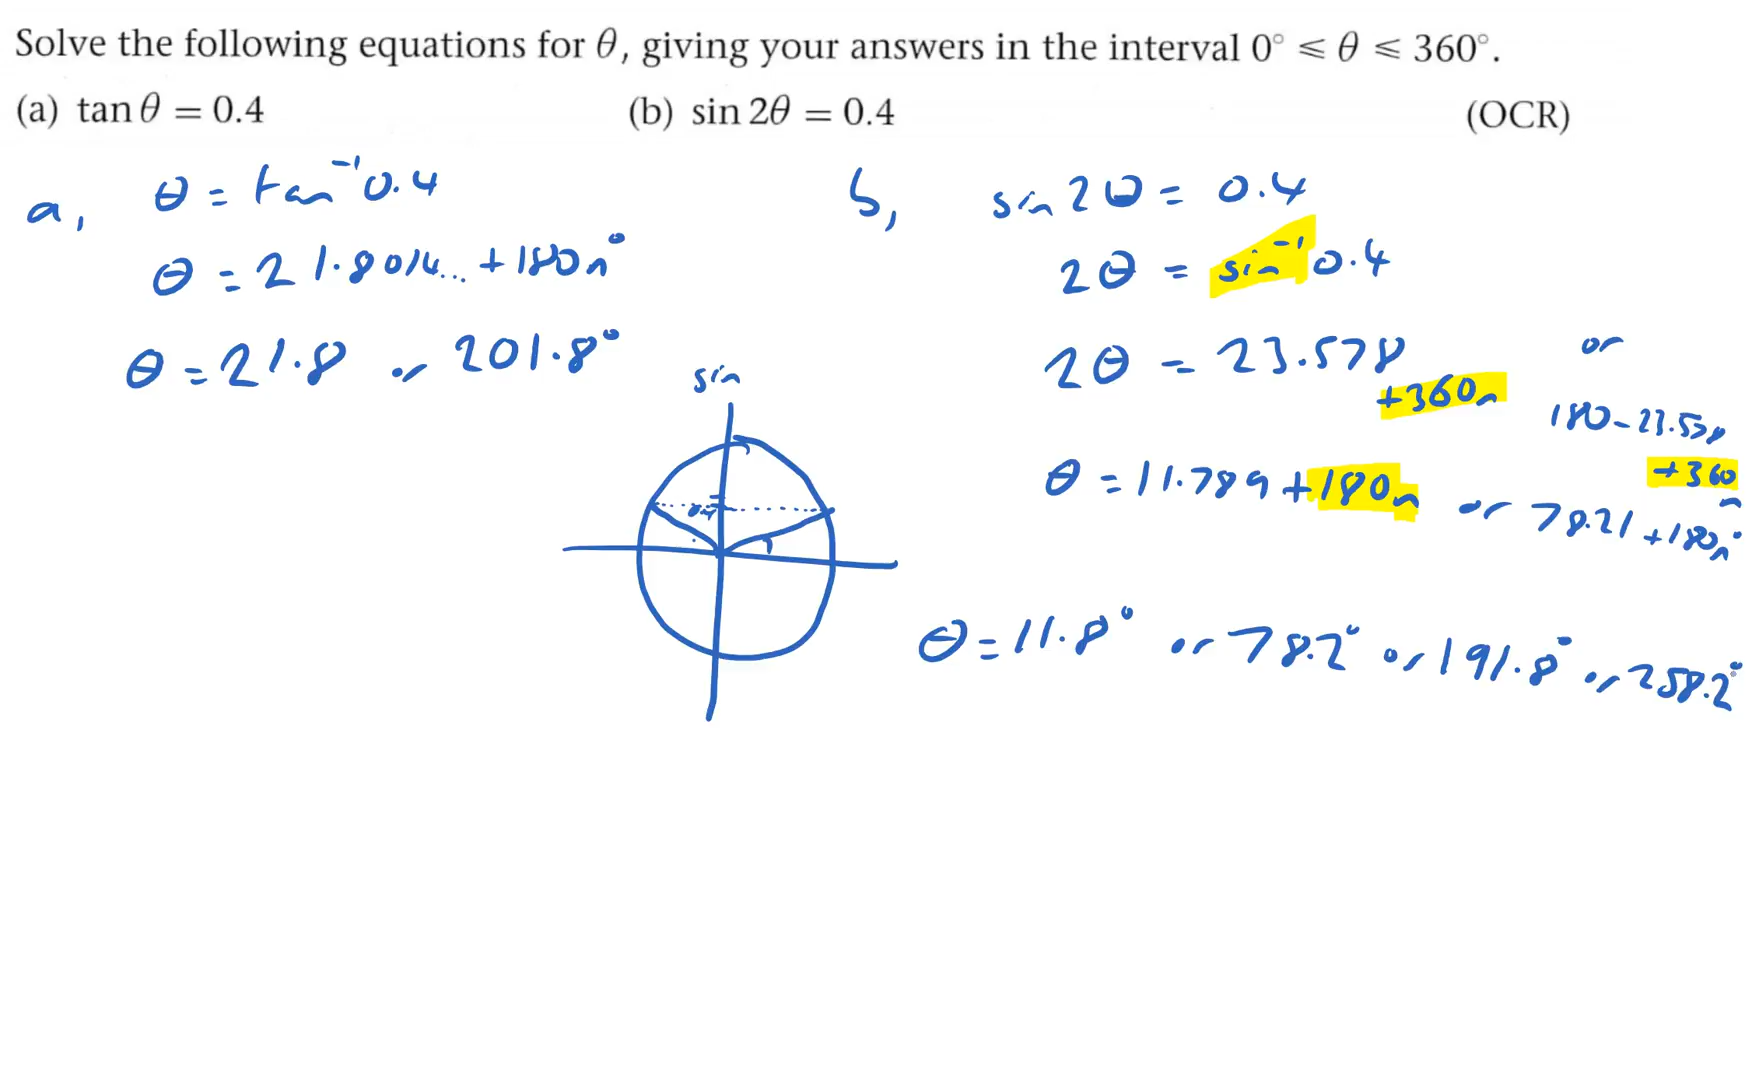 Solve the following equations for θ, giving your answers in the interval 0° ⩽ θ ⩽ 360°.
(a) tan θ = 0.4 (b) sin 2θ = 0.4 (OCR)
a, θ = tan⁻¹0.4
θ = 21.8014... + 180n°
θ = 21.8 or 201.8°
sin
0.4
b, sin 2θ = 0.4
2θ = sin⁻¹ 0.4
2θ = 23.578 +360n or 180-23.578 +360n
θ = 11.789 + 180n or 78.21 + 180n°
θ = 11.8° or 78.2° or 191.8° or 258.2°